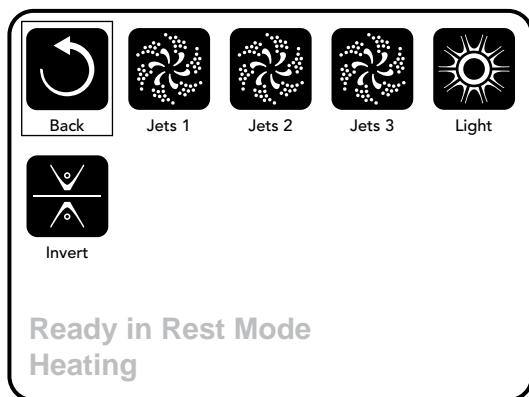 Back Jets 1 Jets 2 Jets 3 Light
Invert
Ready in Rest Mode
Heating